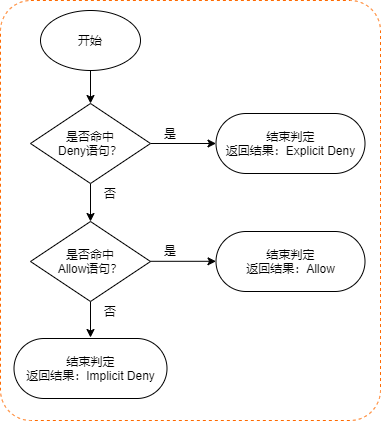 开始
是否命中
Deny语句?
是
结束判定
返回结果：Explicit Deny
否
是否命中
Allow语句?
是
结束判定
返回结果：Allow
否
结束判定
返回结果：Implicit Deny